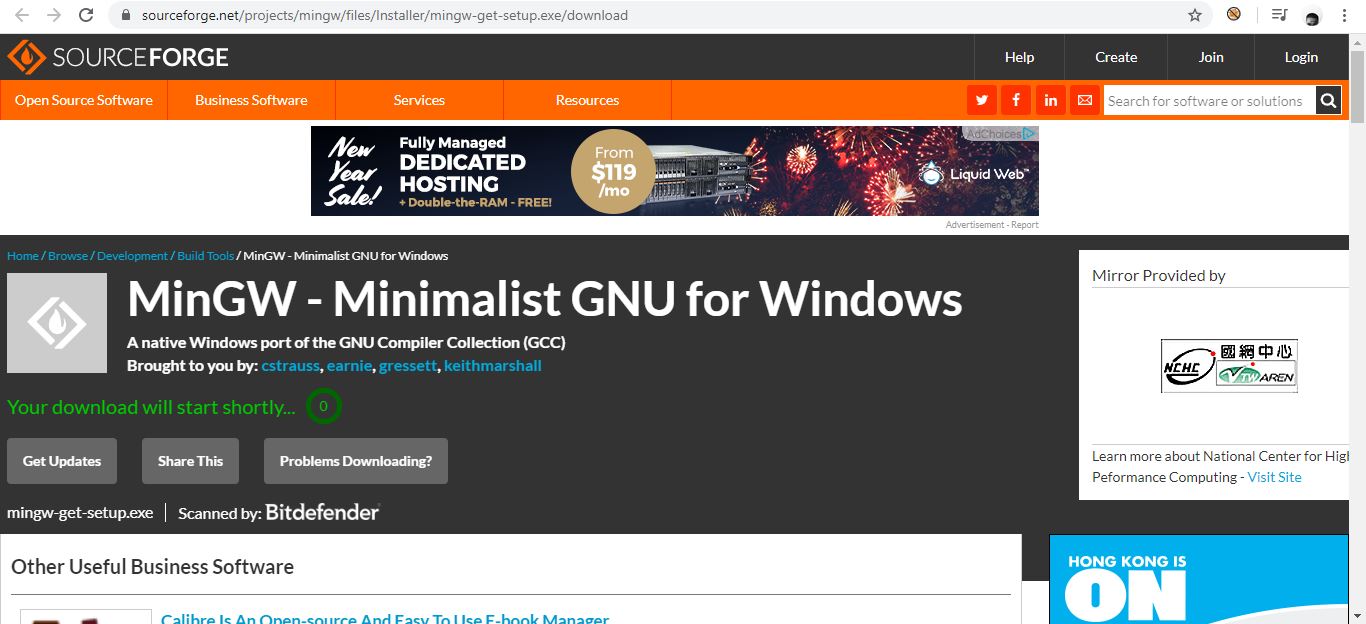 sourceforge.net/projects/mingw/files/Installer/mingw-get-setup.exe/download
SOURCEFORGE
Help
Create
Join
Login
Open Source Software
Business Software
Services
Resources
Search for software or solutions
New Year Sale!
Fully Managed
DEDICATED
HOSTING
+ Double-the-RAM - FREE!
From
$119
/mo
AdChoices
Liquid Web™
Advertisement - Report
Home / Browse / Development / Build Tools / MinGW - Minimalist GNU for Windows
MinGW - Minimalist GNU for Windows
A native Windows port of the GNU Compiler Collection (GCC)
Brought to you by: cstrauss, earnie, gressett, keithmarshall
Your download will start shortly... 0
Get Updates
Share This
Problems Downloading?
mingw-get-setup.exe | Scanned by: Bitdefender
Mirror Provided by
NCHC
國網中心
TWAREN
Learn more about National Center for High
Peformance Computing - Visit Site
HONG KONG IS
ON
Other Useful Business Software
Calibre Is An Open-source And Easy To Use E-book Manager